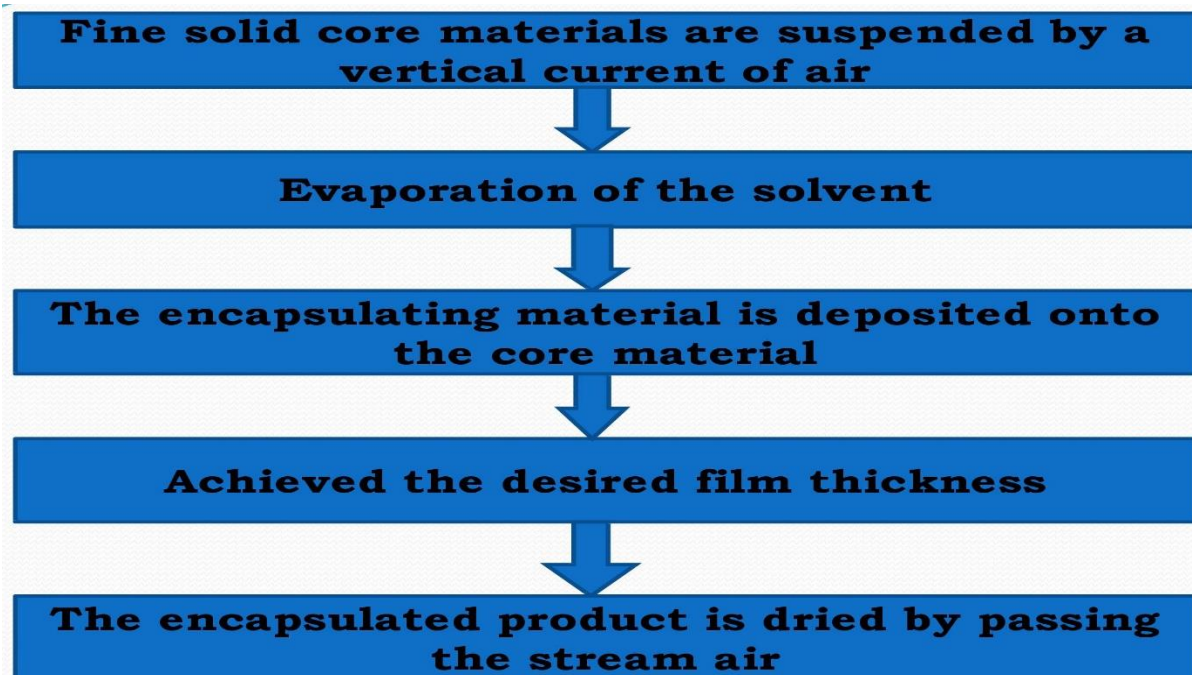 Fine solid core materials are suspended by a
vertical current of air
Evaporation of the solvent
The encapsulating material is deposited onto
the core material
Achieved the desired film thickness
The encapsulated product is dried by passing
the stream air